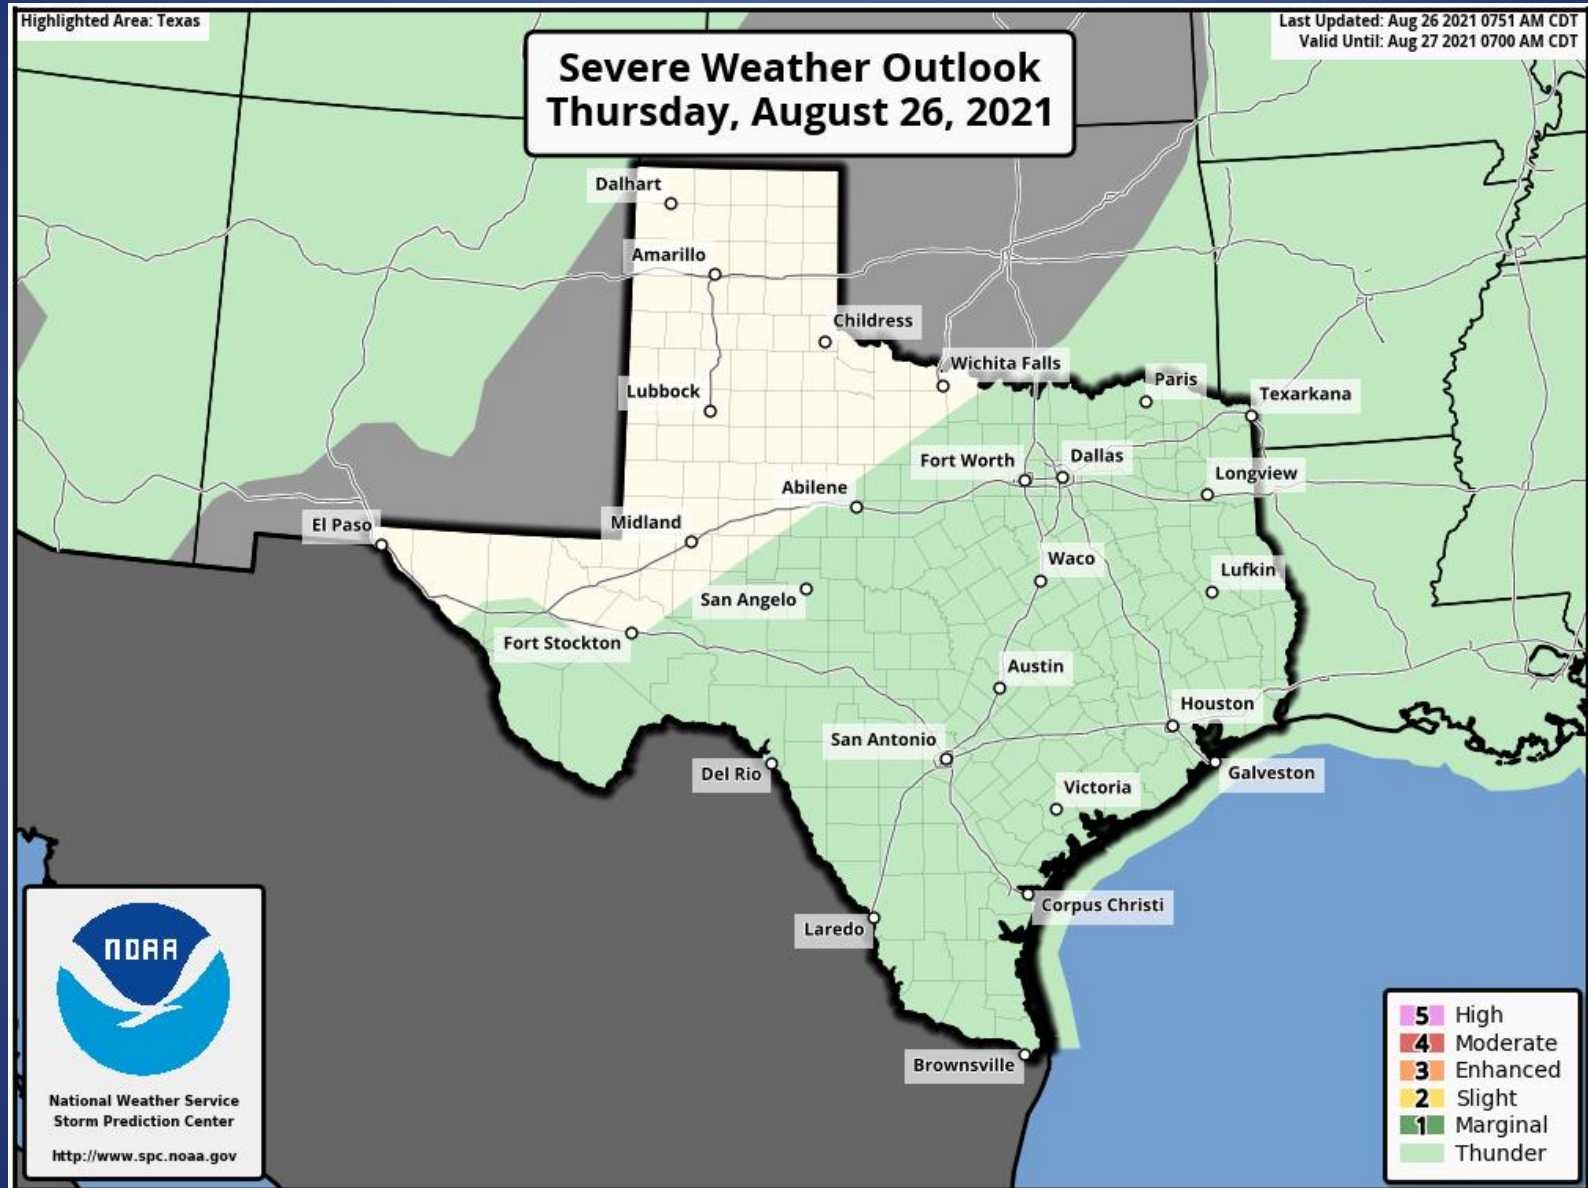 Highlighted Area: Texas
Last Updated: Aug 26 2021 0751 AM CDT
Valid Until: Aug 27 2021 0700 AM CDT
Severe Weather Outlook
Thursday, August 26, 2021
Dalhart
Amarillo
Childress
Wichita Falls
Paris
Texarkana
Lubbock
Fort Worth
Dallas
Longview
Abilene
El Paso
Midland
Waco
Lufkin
San Angelo
Fort Stockton
Austin
Houston
San Antonio
Del Rio
Galveston
Victoria
Corpus Christi
Laredo
Brownsville
NOAA
National Weather Service
Storm Prediction Center
http://www.spc.noaa.gov
5 High
4 Moderate
3 Enhanced
2 Slight
1 Marginal
Thunder